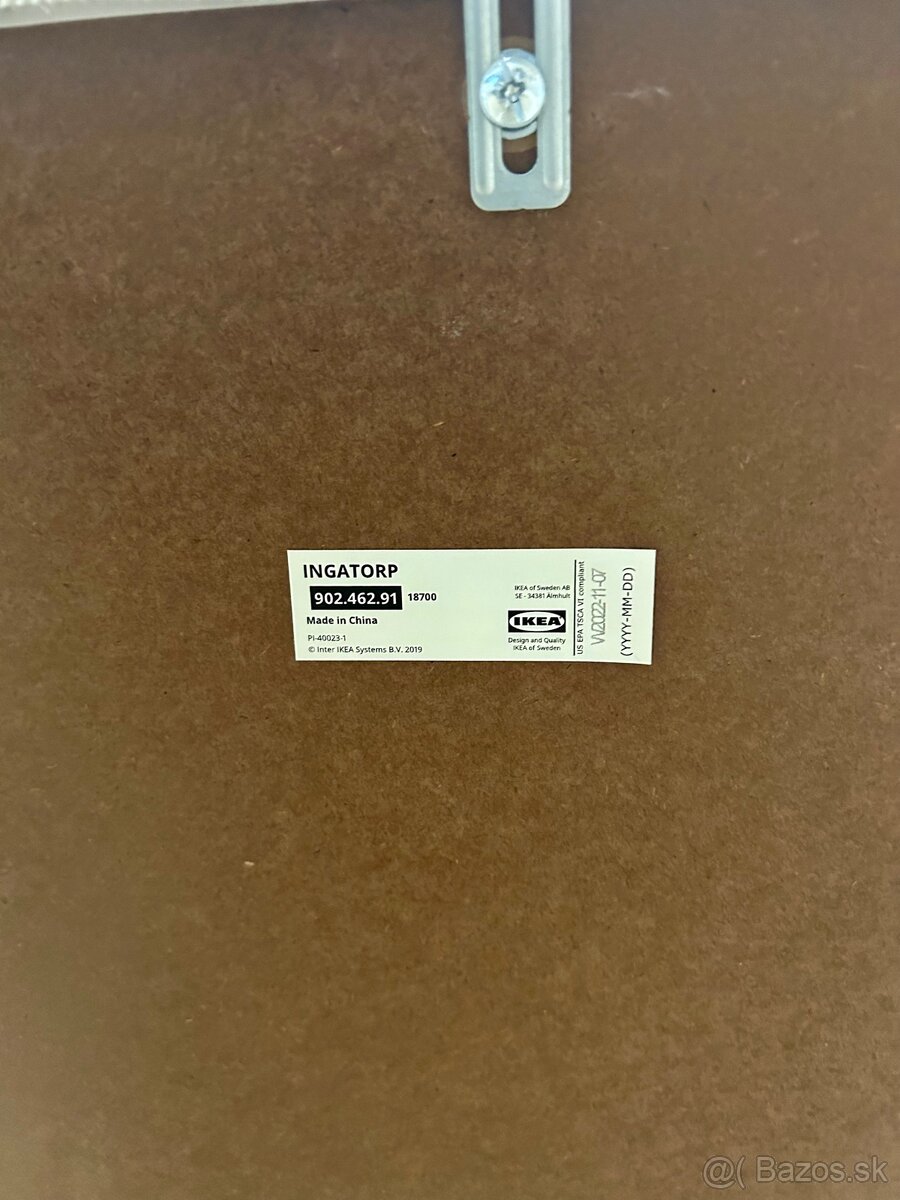 INGATORP
902.462.91 18700
Made in China
PI-40023-1
© Inter IKEA Systems B.V. 2019
IKEA of Sweden AB
SE - 34381 Älmhult
IKEA
Design and Quality
IKEA of Sweden
US EPA TSCA VI compliant
VV2022-11-07
(YYYY-MM-DD)
@( Bazos.sk